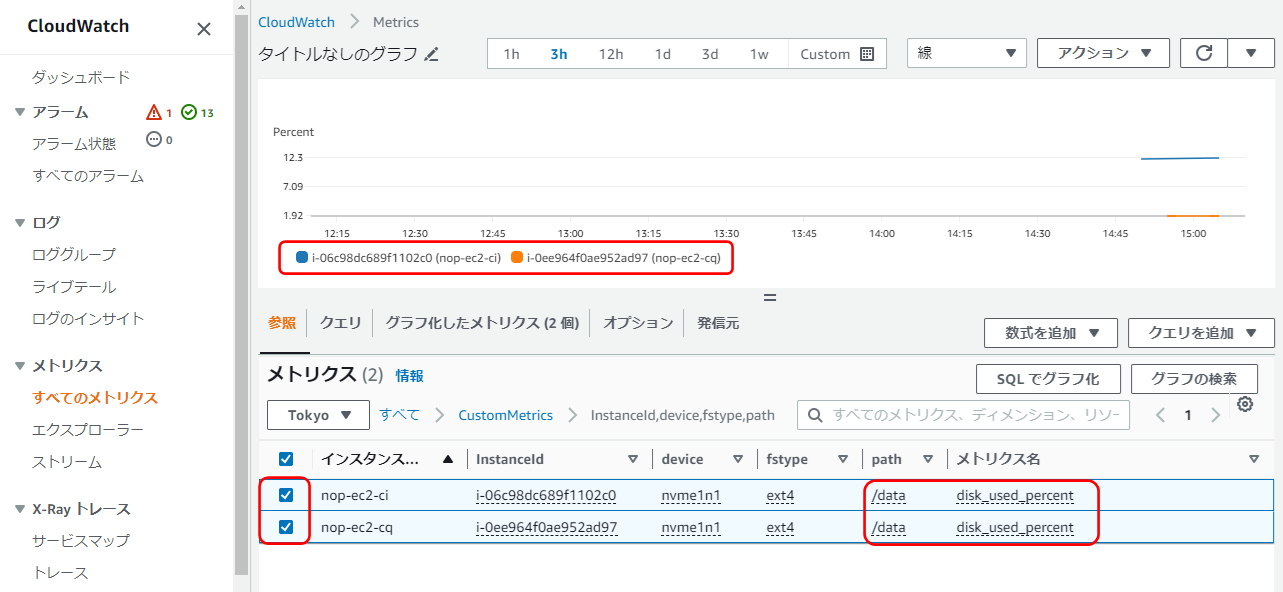 CloudWatch
ダッシュボード
アラーム 1 13
0
アラーム状態
すべてのアラーム
ログ
ロググループ
ライブテール
ログのインサイト
メトリクス
すべてのメトリクス
エクスプローラー
ストリーム
X-Ray トレース
サービスマップ
トレース
CloudWatch Metrics
タイトルなしのグラフ
1h 3h 12h 1d 3d 1w Custom
線
アクション
Percent
12.3
7.09
1.92
12:15 12:30 12:45 13:00 13:15 13:30 13:45 14:00 14:15 14:30 14:45 15:00
i-06c98dc689f1102c0 (nop-ec2-ci) i-0ee964f0ae952ad97 (nop-ec2-cq)
参照 クエリ グラフ化したメトリクス (2 個) オプション 発信元
数式を追加 クエリを追加
メトリクス (2) 情報
SQL でグラフ化 グラフの検索
Tokyo すべて CustomMetrics InstanceId,device,fstype,path
すべてのメトリクス、ディメンション、リソー
1
インスタンス... InstanceId device fstype path メトリクス名
nop-ec2-ci i-06c98dc689f1102c0 nvme1n1 ext4 /data disk_used_percent
nop-ec2-cq i-0ee964f0ae952ad97 nvme1n1 ext4 /data disk_used_percent